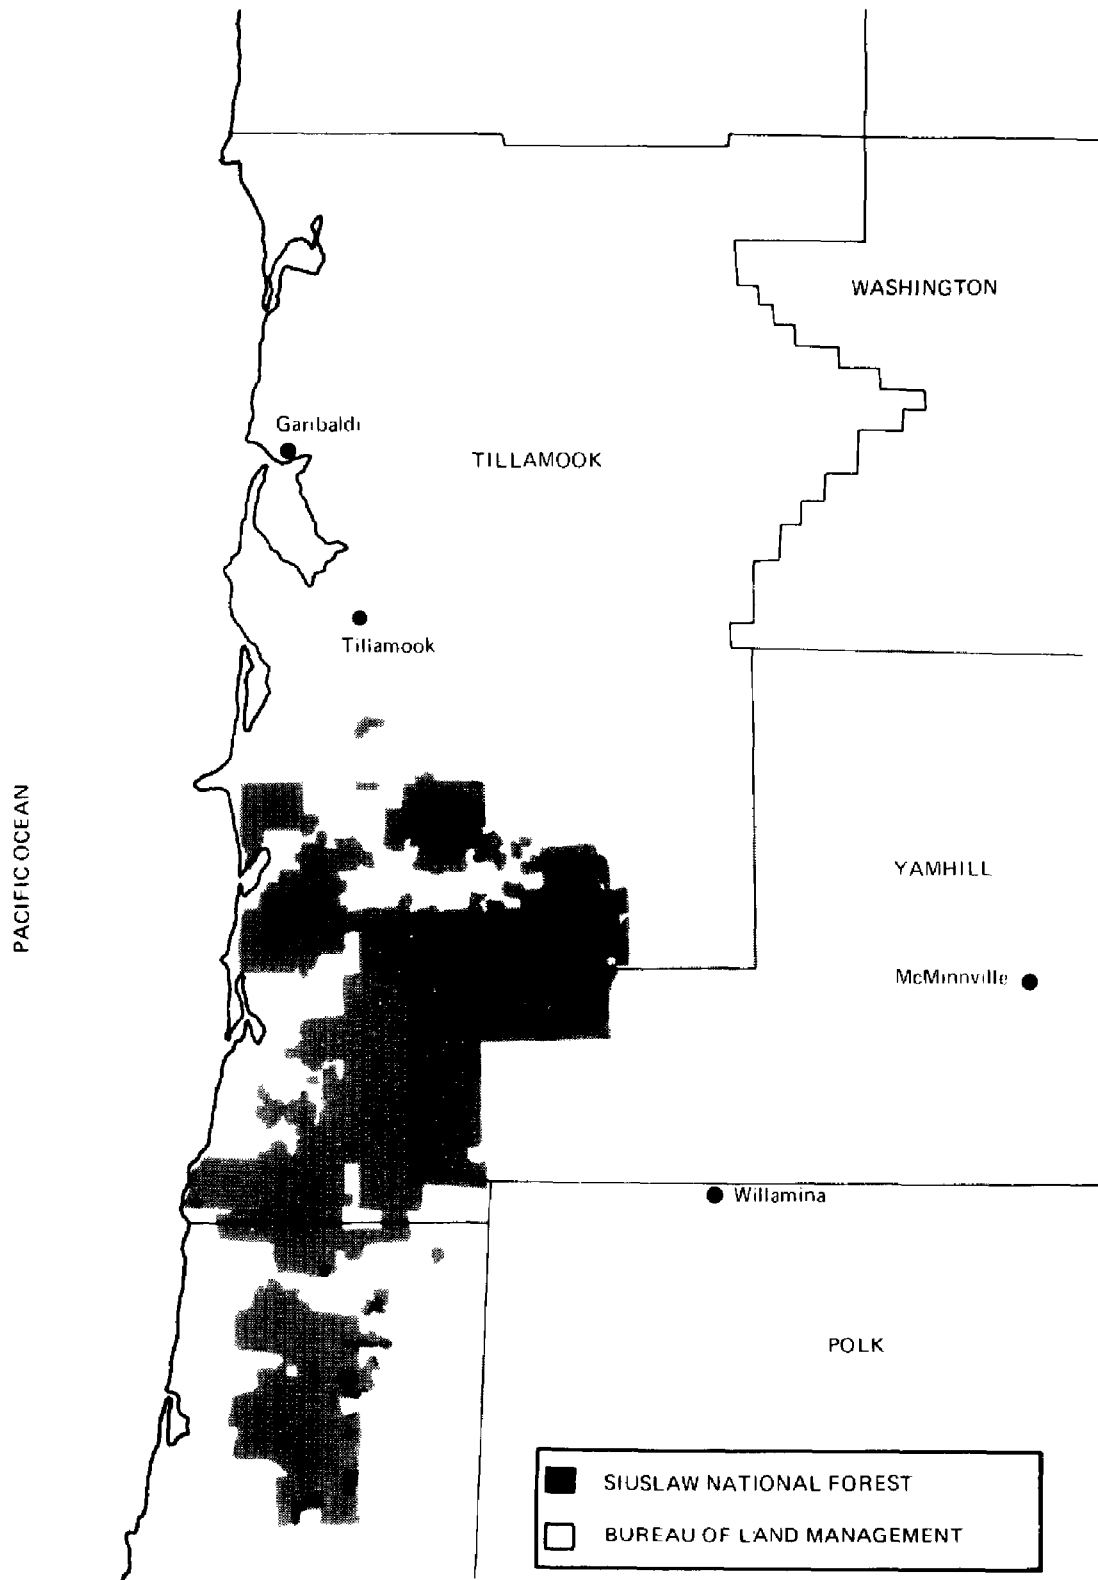 WASHINGTON
Garibaldi
TILLAMOOK
Tillamook
PACIFIC OCEAN
YAMHILL
McMinnville
Willamina
POLK
SIUSLAW NATIONAL FOREST
BUREAU OF LAND MANAGEMENT